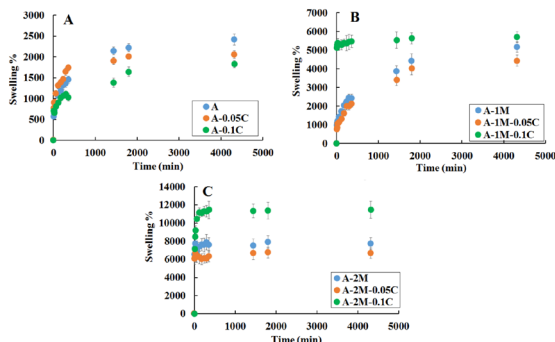 A
Swelling %
3000
2500
2000
1500
1000
500
0
0 1000 2000 3000 4000 5000
Time (min)
A
A-0.05C
A-0.1C
B
Swelling %
6000
5000
4000
3000
2000
1000
0
0 1000 2000 3000 4000 5000
Time (min)
A-1M
A-1M-0.05C
A-1M-0.1C
C
Swelling %
14000
12000
10000
8000
6000
4000
2000
0
0 1000 2000 3000 4000 5000
Time (min)
A-2M
A-2M-0.05C
A-2M-0.1C